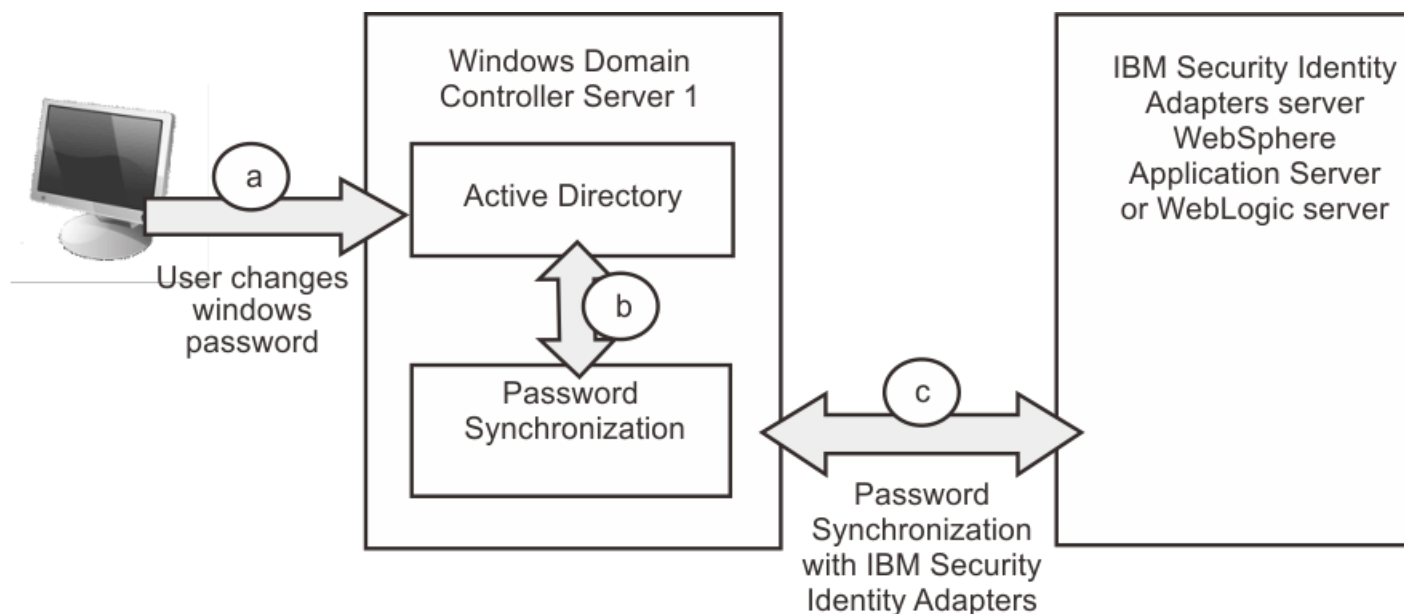 Windows Domain
Controller Server 1
Active Directory
Password
Synchronization
a
User changes
windows
password
b
c
Password
Synchronization
with IBM Security
Identity Adapters
IBM Security Identity
Adapters server
WebSphere
Application Server
or WebLogic server